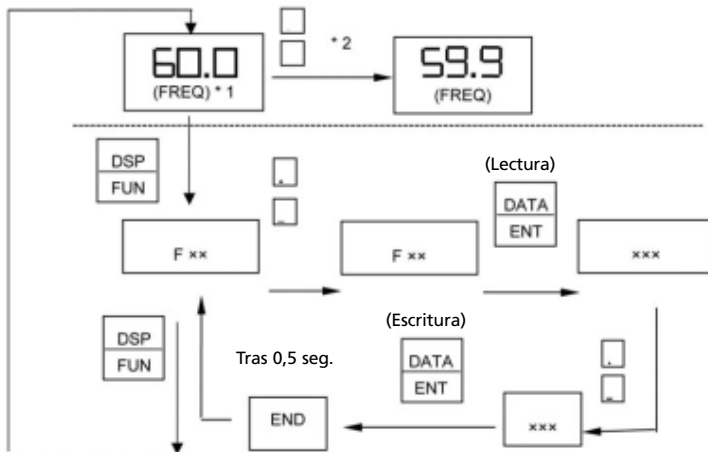 60.0
(FREQ) * 1
* 2
59.9
(FREQ)
DSP
FUN
(Lectura)
DATA
ENT
F ××
F ××
×××
DSP
FUN
Tras 0,5 seg.
(Escritura)
DATA
ENT
END
×××